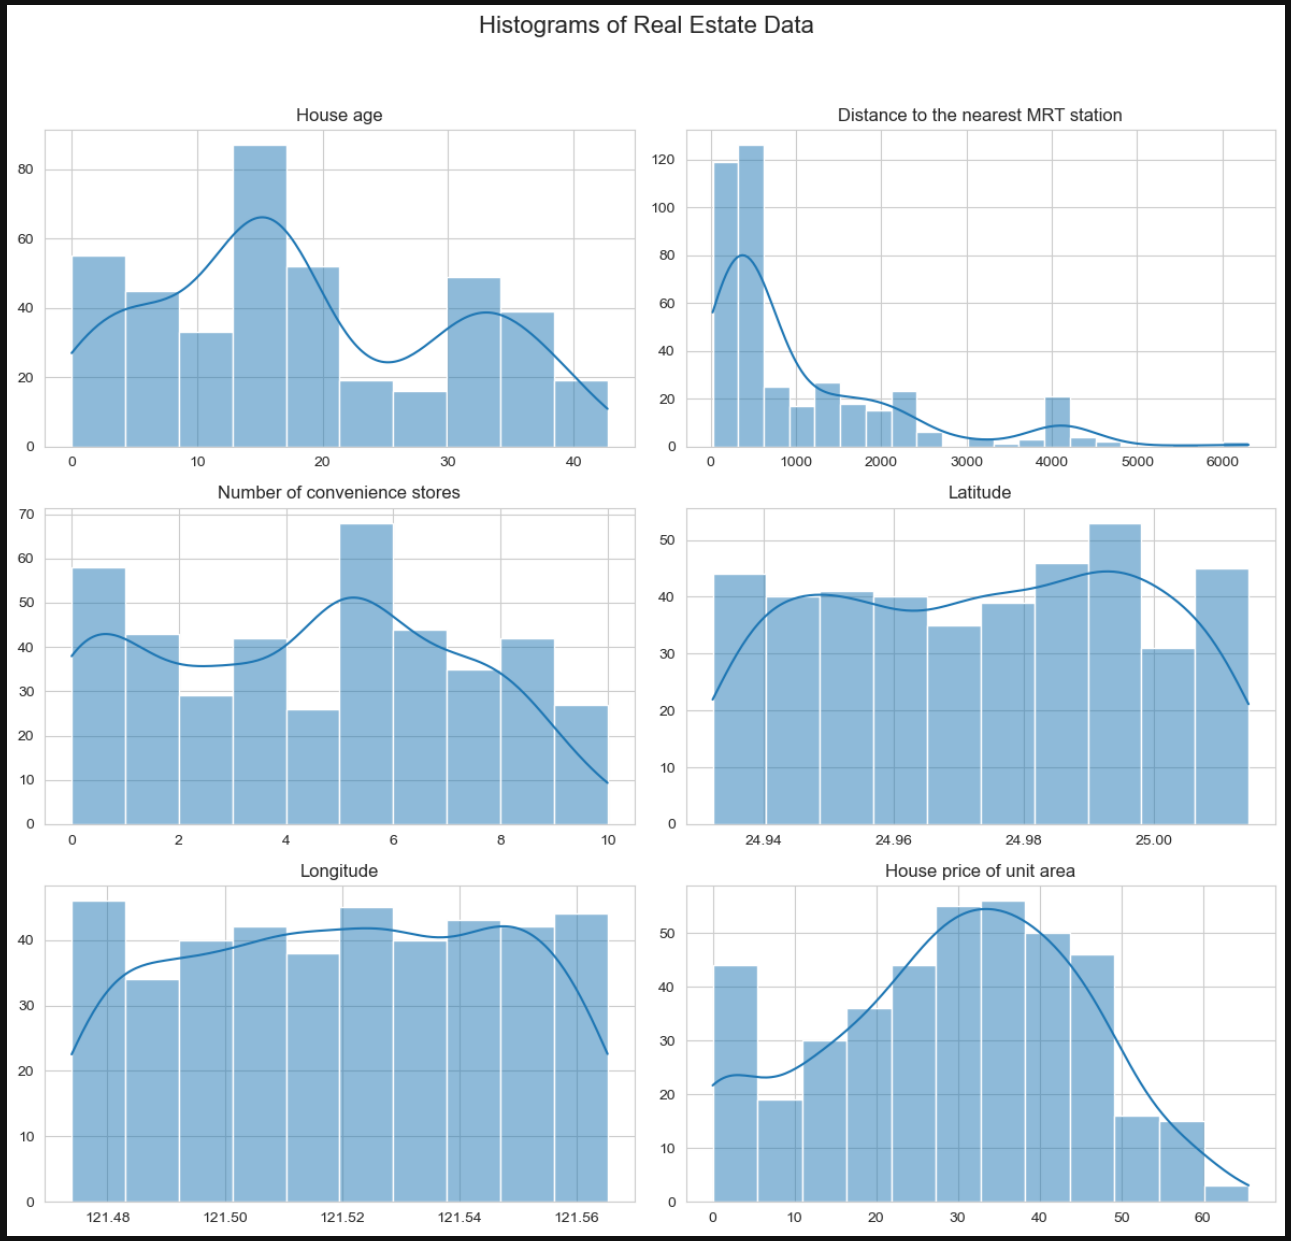 Histograms of Real Estate Data
House age
Distance to the nearest MRT station
80
60
40
20
0
0 10 20 30 40
120
100
80
60
40
20
0
0 1000 2000 3000 4000 5000 6000
Number of convenience stores
Latitude
70
60
50
40
30
20
10
0
0 2 4 6 8 10
50
40
30
20
10
0
24.94 24.96 24.98 25.00
Longitude
House price of unit area
40
30
20
10
0
121.48 121.50 121.52 121.54 121.56
50
40
30
20
10
0
0 10 20 30 40 50 60